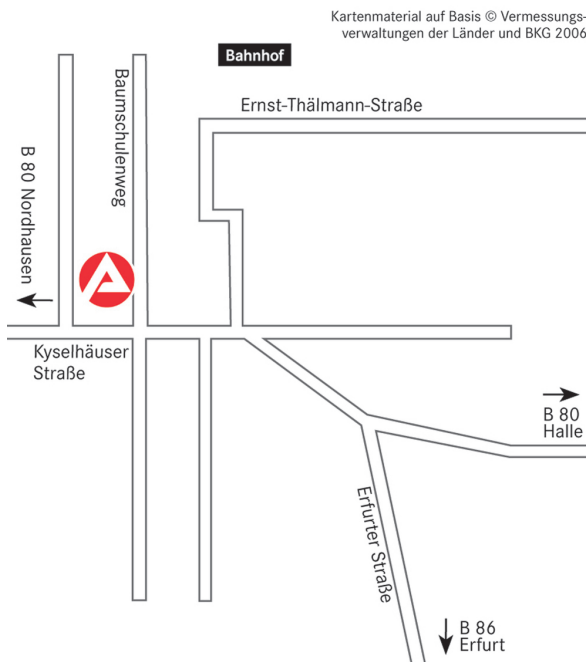 Kartenmaterial auf Basis © Vermessungs-
verwaltungen der Länder und BKG 2006
Bahnhof
Ernst-Thälmann-Straße
Baumschulenweg
B 80 Nordhausen
Kyselhäuser
Straße
B 80
Halle
Erfurter Straße
B 86
Erfurt